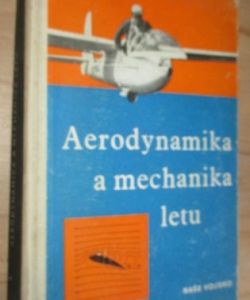 Aerodynamika
a mechanika
letu
NAŠE VOJSKO